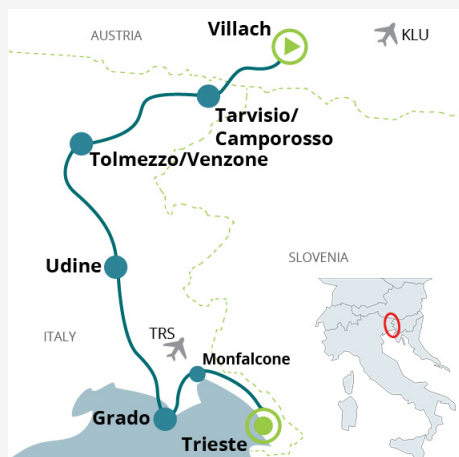 Villach
AUSTRIA
KLU
Tarvisio/
Camporosso
Tolmezzo/Venzone
SLOVENIA
Udine
ITALY
TRS
Monfalcone
Grado
Trieste